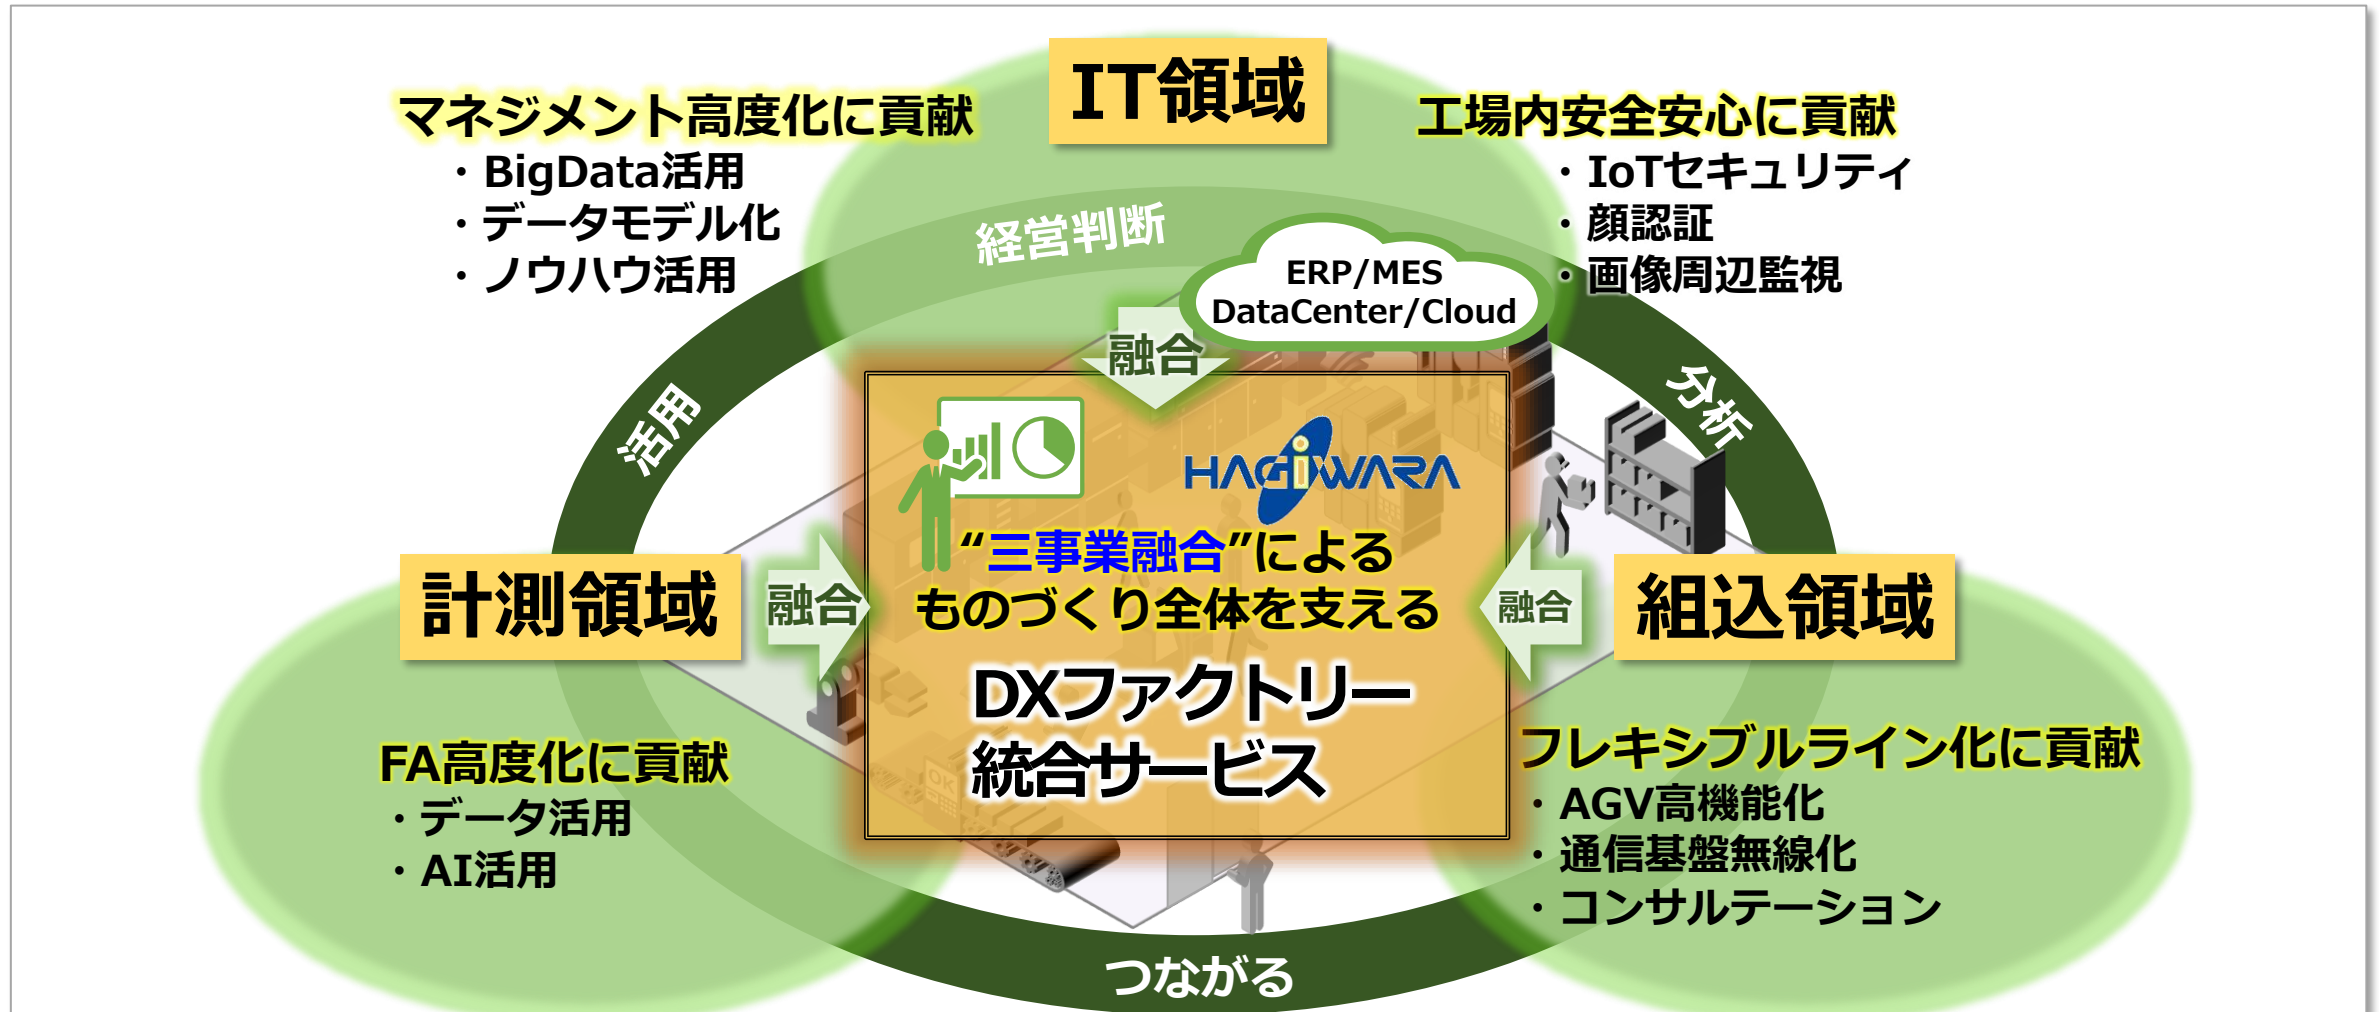 IT領域
マネジメント高度化に貢献
・BigData活用
・データモデル化
・ノウハウ活用
工場内安全安心に貢献
・IoTセキュリティ
・顔認証
・画像周辺監視
経営判断
ERP/MES
DataCenter/Cloud
融合
活用
分析
HAGiWARA
“三事業融合”による
ものづくり全体を支える
DXファクトリー
統合サービス
計測領域
融合
融合
組込領域
FA高度化に貢献
・データ活用
・AI活用
OK
フレキシブルライン化に貢献
・AGV高機能化
・通信基盤無線化
・コンサルテーション
つながる